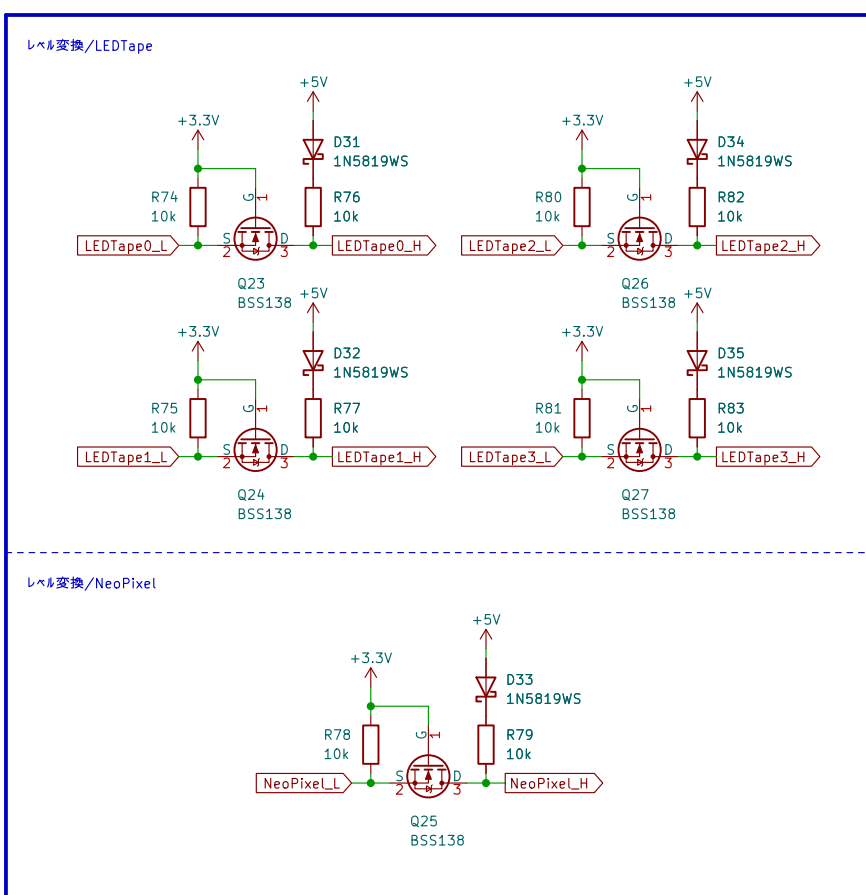 レベル変換/LEDTape
+5V
+3.3V
D31
1N5819WS
R74
10k
G
1
R76
10k
LEDTape0_L
S
2
D
3
LEDTape0_H
Q23
BSS138
+5V
+3.3V
D34
1N5819WS
R80
10k
G
1
R82
10k
LEDTape2_L
S
2
D
3
LEDTape2_H
Q26
BSS138
+5V
+3.3V
D32
1N5819WS
R75
10k
G
1
R77
10k
LEDTape1_L
S
2
D
3
LEDTape1_H
Q24
BSS138
+5V
+3.3V
D35
1N5819WS
R81
10k
G
1
R83
10k
LEDTape3_L
S
2
D
3
LEDTape3_H
Q27
BSS138
レベル変換/NeoPixel
+5V
+3.3V
D33
1N5819WS
R78
10k
G
1
R79
10k
NeoPixel_L
S
2
D
3
NeoPixel_H
Q25
BSS138